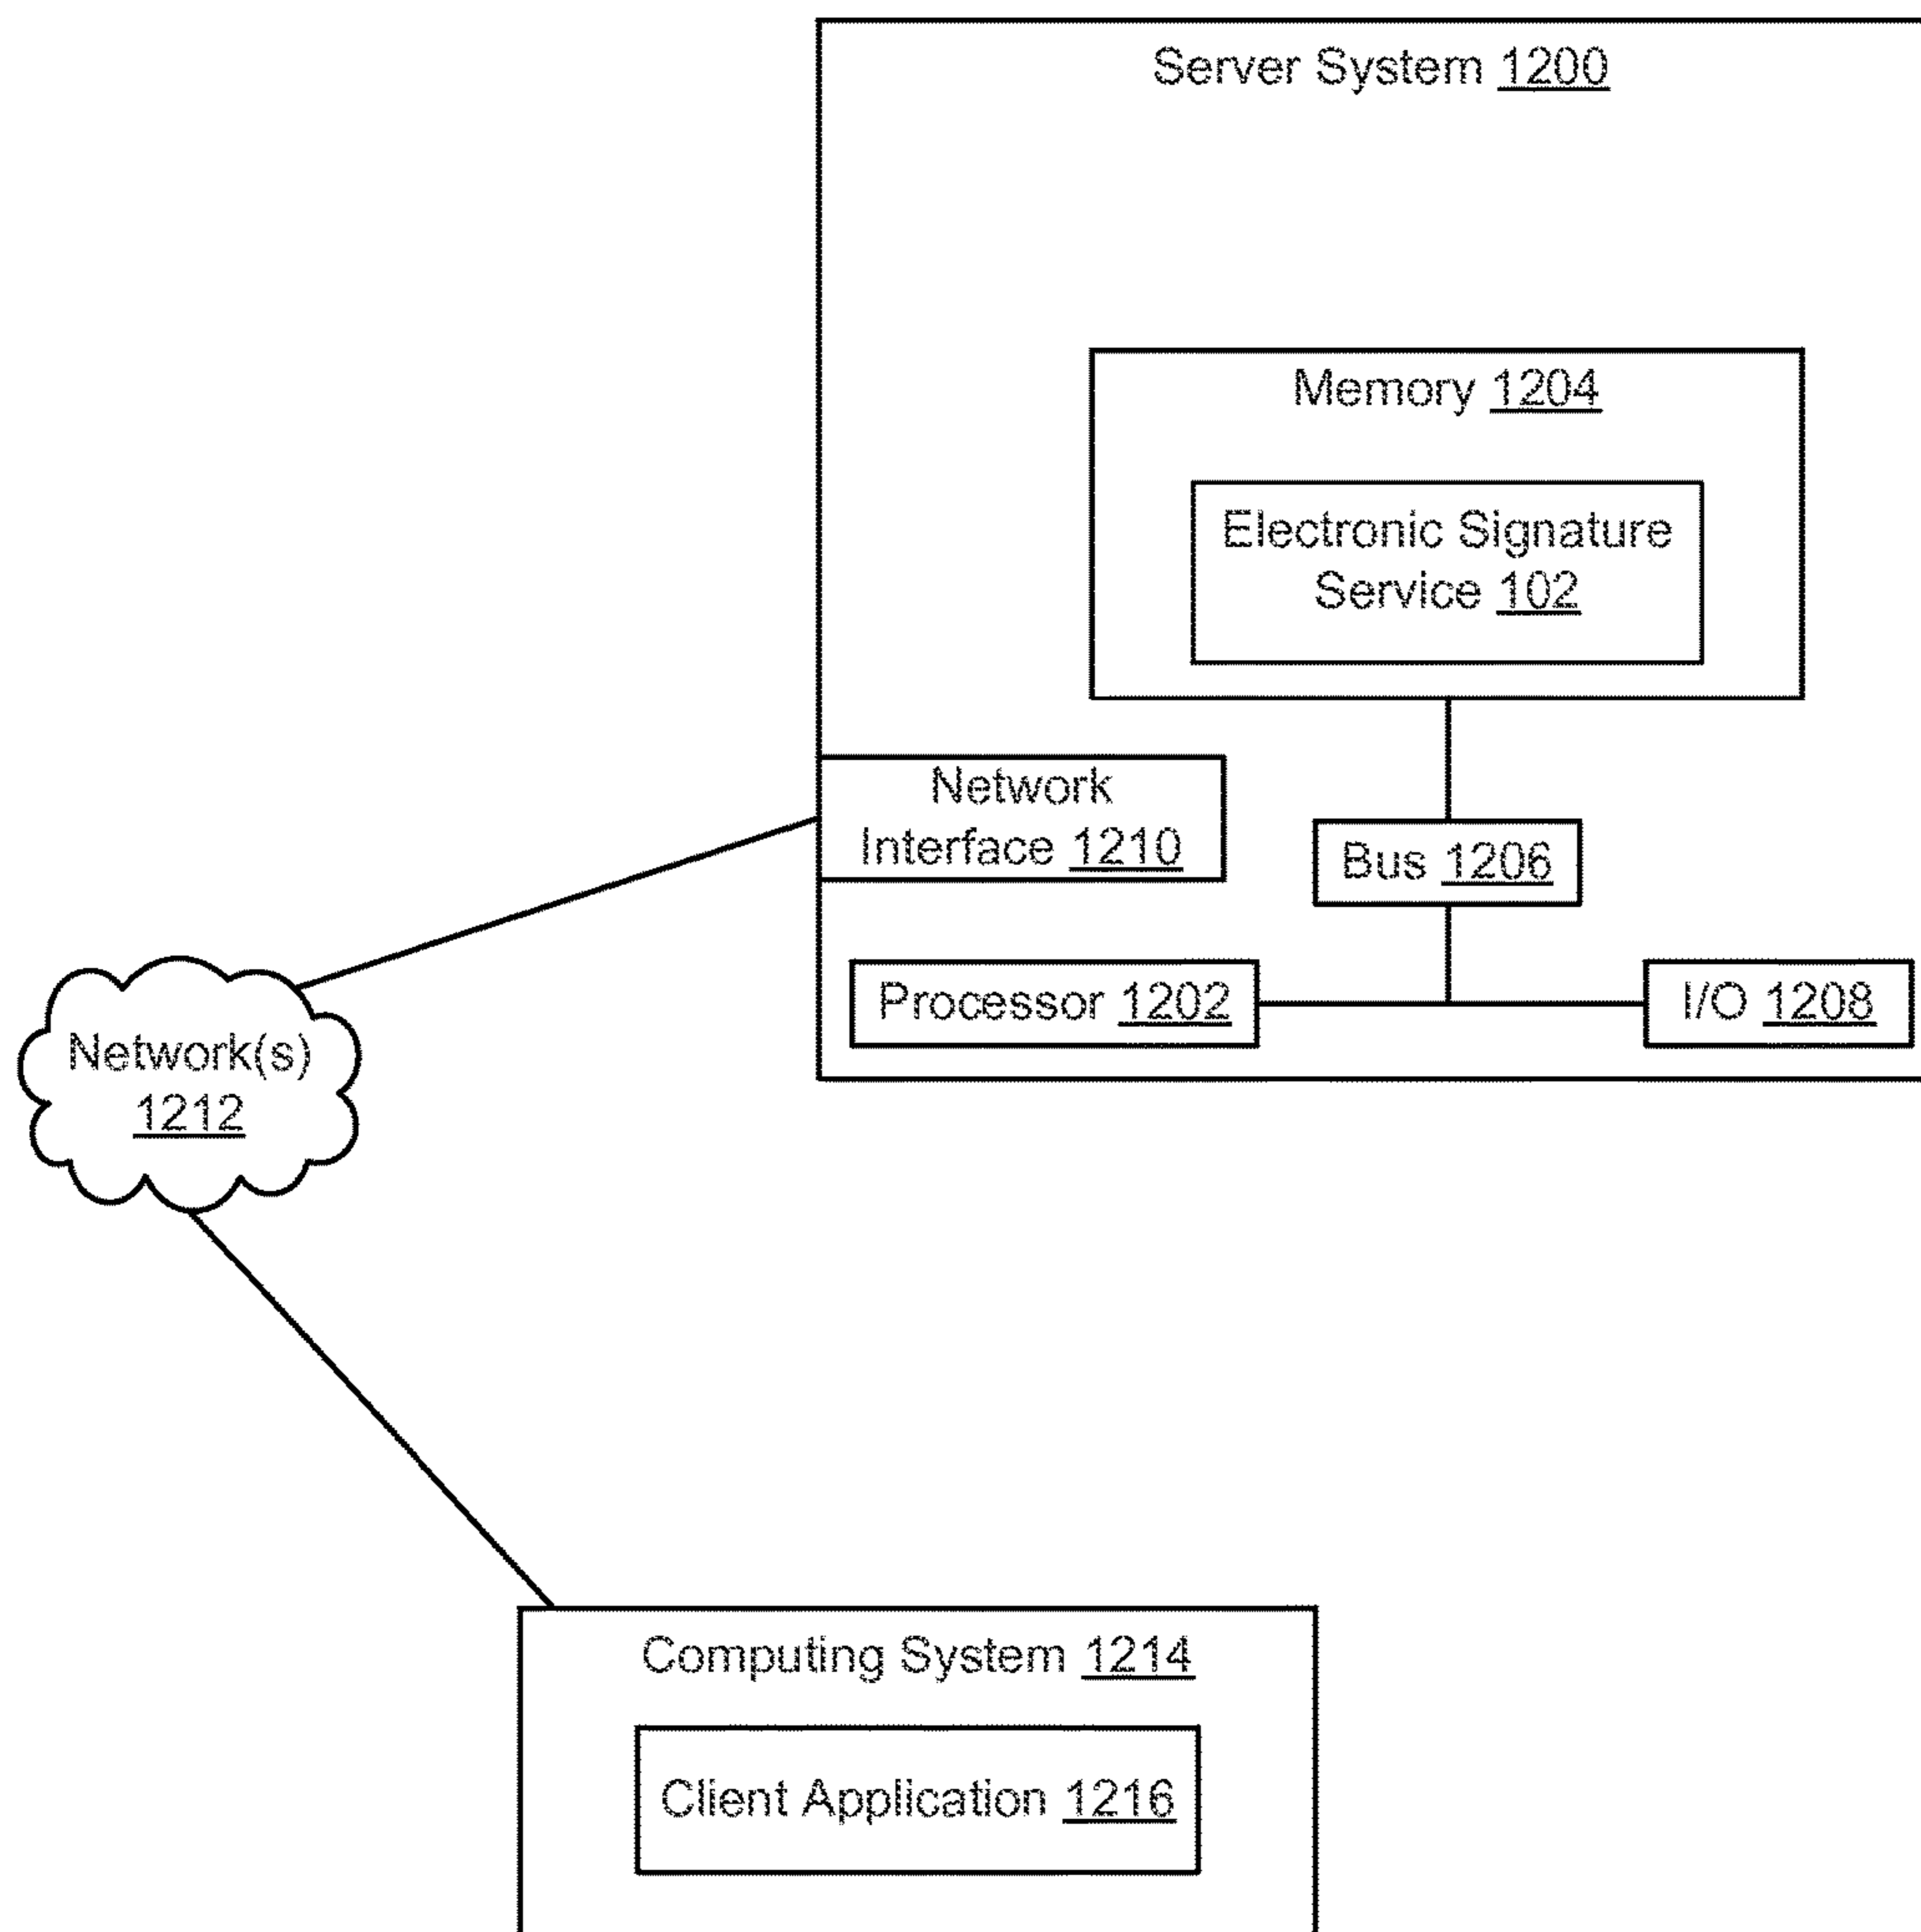 Server System 1200
Memory 1204
Electronic Signature
Service 102
Network
Interface 1210
Bus 1206
Processor 1202
I/O 1208
Network(s)
1212
Computing System 1214
Client Application 1216